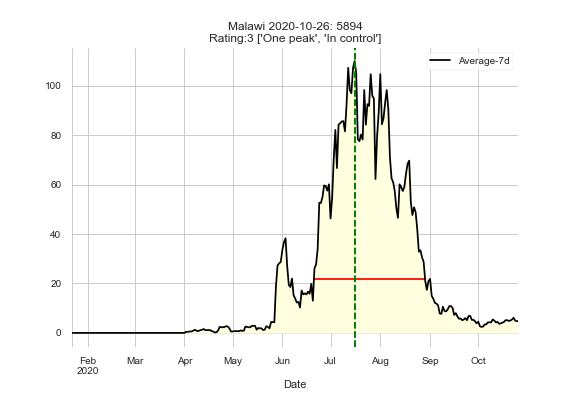 Malawi 2020-10-26: 5894
Rating:3 ['One peak', 'In control']
Average-7d
100
80
60
40
20
0
Feb Mar Apr May Jun Jul Aug Sep Oct
2020
Date